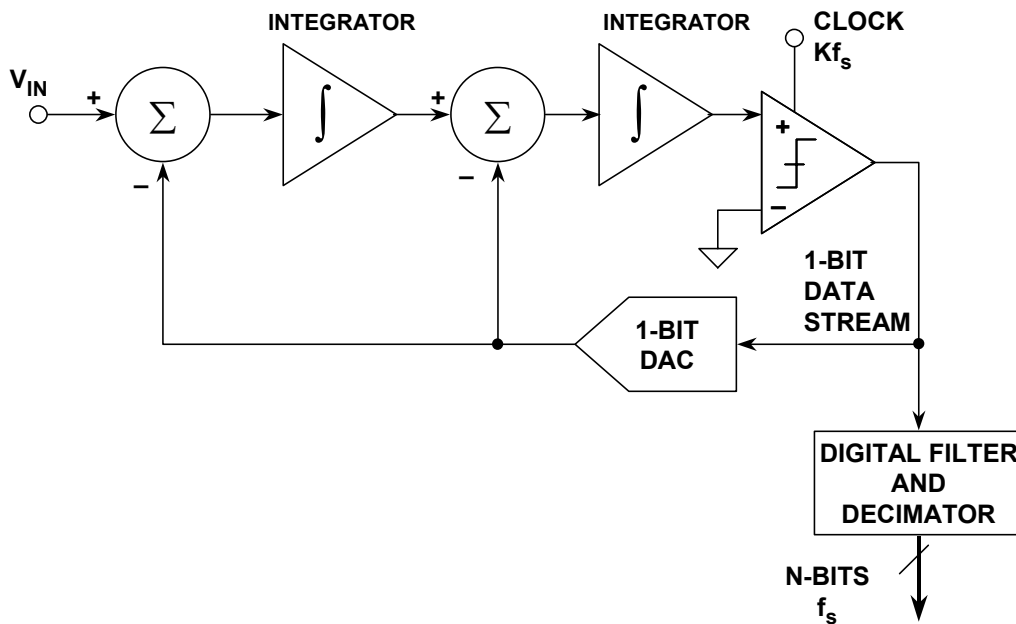 INTEGRATOR
INTEGRATOR
CLOCK
Kfs
VIN
+
Σ
∫
+
Σ
∫
+
−
−
−
1-BIT
DATA
STREAM
1-BIT
DAC
DIGITAL FILTER
AND
DECIMATOR
N-BITS
fs